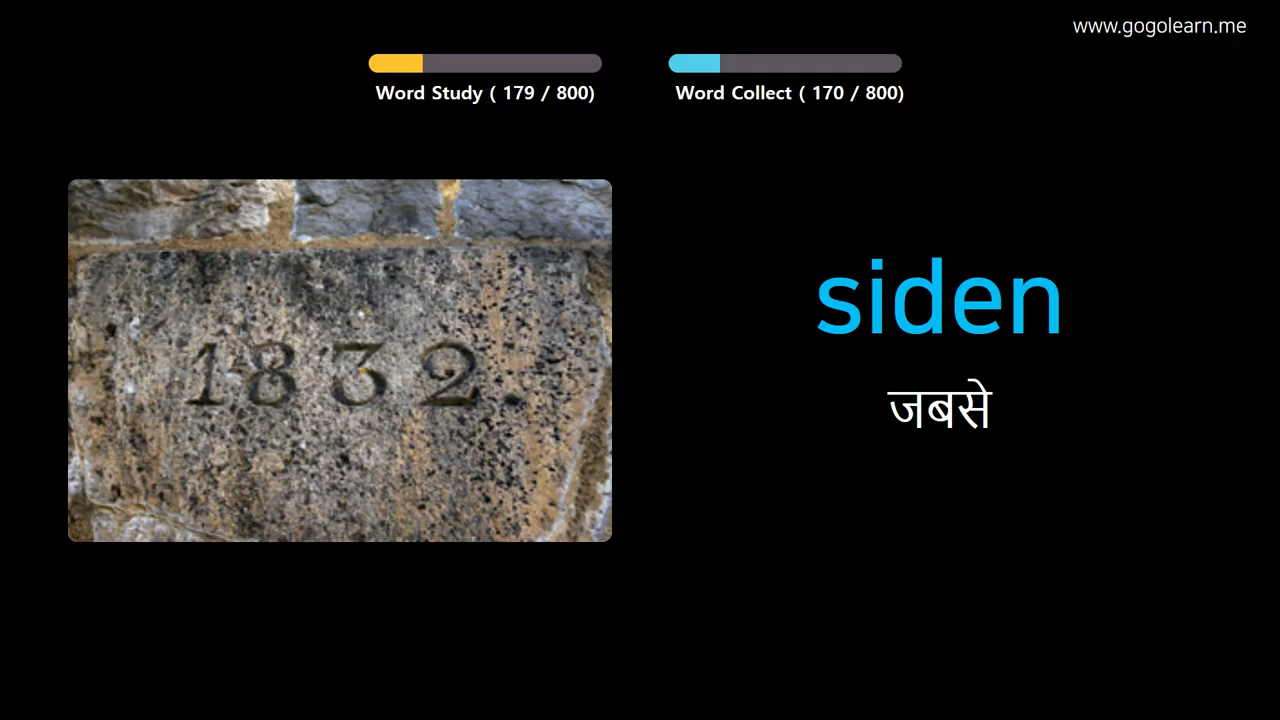 www.gogolearn.me
Word Study ( 179 / 800)
Word Collect ( 170 / 800)
1832.
siden
जबसे